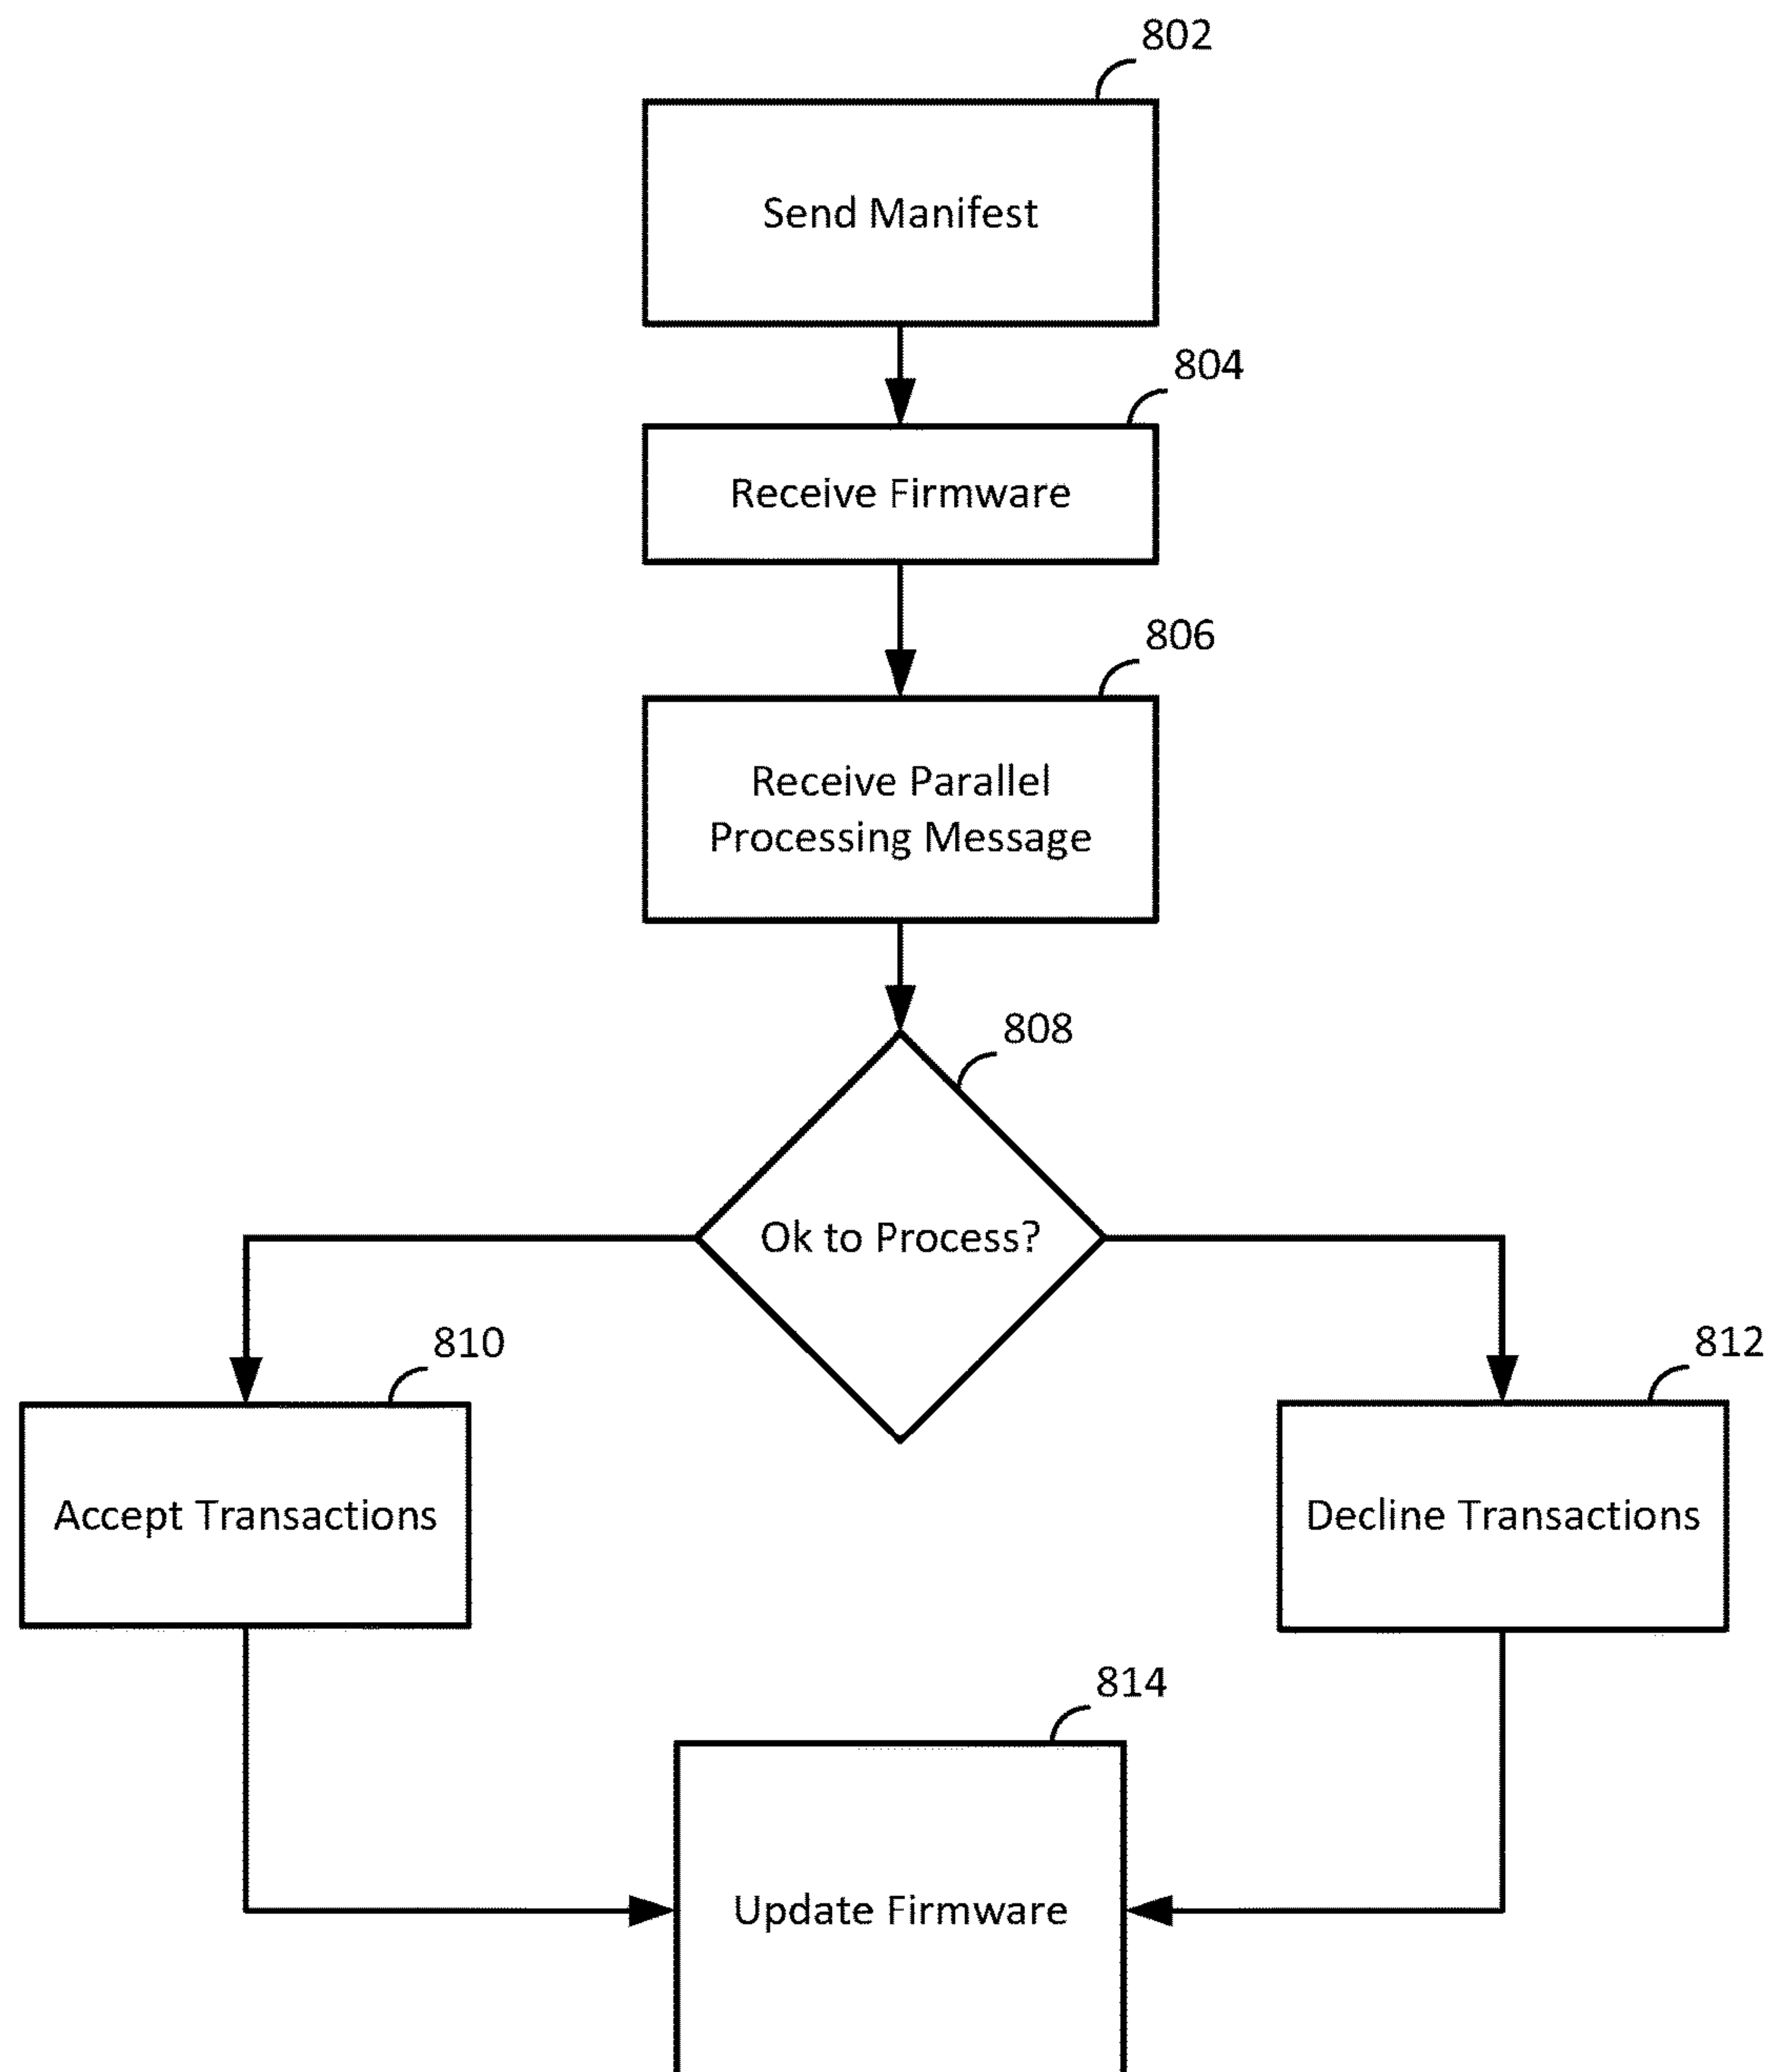 802
Send Manifest
804
Receive Firmware
806
Receive Parallel
Processing Message
808
Ok to Process?
810
Accept Transactions
812
Decline Transactions
814
Update Firmware